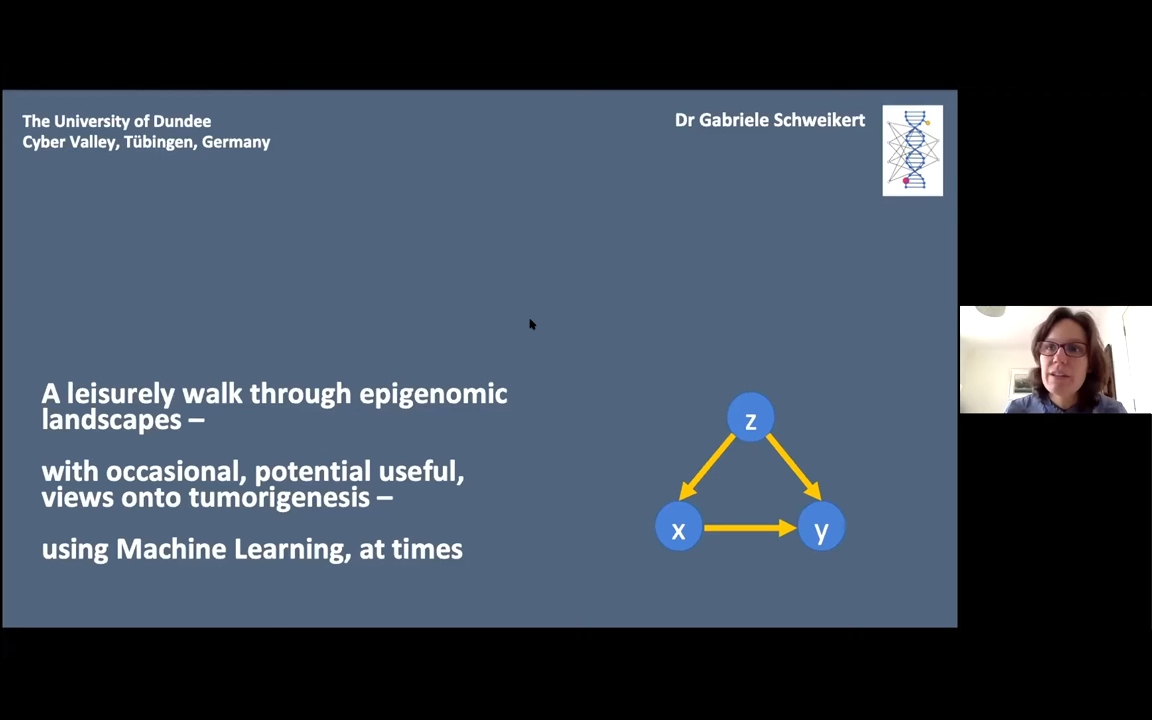 The University of Dundee
Cyber Valley, Tübingen, Germany
Dr Gabriele Schweikert
A leisurely walk through epigenomic
landscapes –
with occasional, potential useful,
views onto tumorigenesis –
using Machine Learning, at times
z
x
y